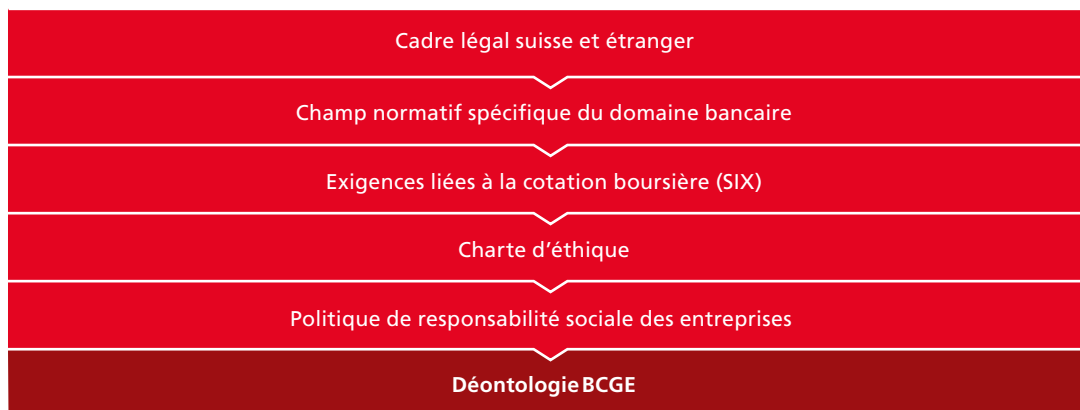 Cadre légal suisse et étranger
Champ normatif spécifique du domaine bancaire
Exigences liées à la cotation boursière (SIX)
Charte d’éthique
Politique de responsabilité sociale des entreprises
Déontologie BCGE